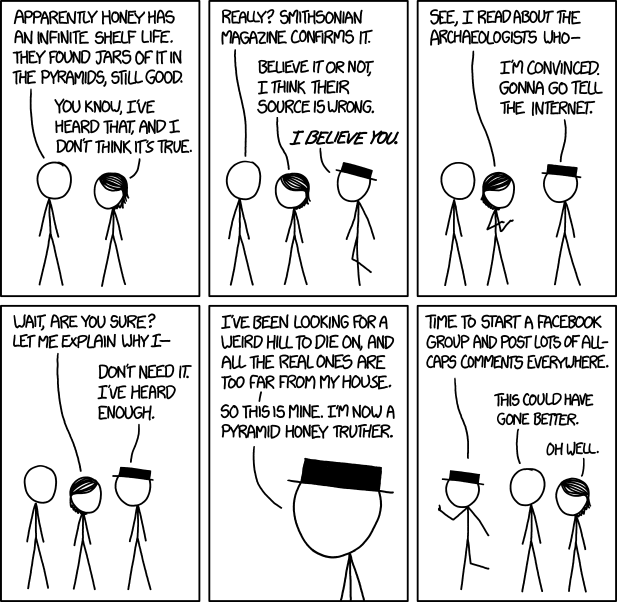 APPARENTLY HONEY HAS
AN INFINITE SHELF LIFE.
THEY FOUND JARS OF IT IN
THE PYRAMIDS, STILL GOOD.
YOU KNOW, I'VE
HEARD THAT, AND I
DON'T THINK IT'S TRUE.
REALLY? SMITHSONIAN
MAGAZINE CONFIRMS IT.
BELIEVE IT OR NOT,
I THINK THEIR
SOURCE IS WRONG.
I BELIEVE YOU.
SEE, I READ ABOUT THE
ARCHAEOLOGISTS WHO—
I'M CONVINCED.
GONNA GO TELL
THE INTERNET.
WAIT, ARE YOU SURE?
LET ME EXPLAIN WHY I—
DON'T NEED IT.
I'VE HEARD
ENOUGH.
I'VE BEEN LOOKING FOR A
WEIRD HILL TO DIE ON, AND
ALL THE REAL ONES ARE
TOO FAR FROM MY HOUSE.
SO THIS IS MINE. I'M NOW A
PYRAMID HONEY TRUTHER.
TIME TO START A FACEBOOK
GROUP AND POST LOTS OF ALL-
CAPS COMMENTS EVERYWHERE.
THIS COULD HAVE
GONE BETTER.
OH WELL.